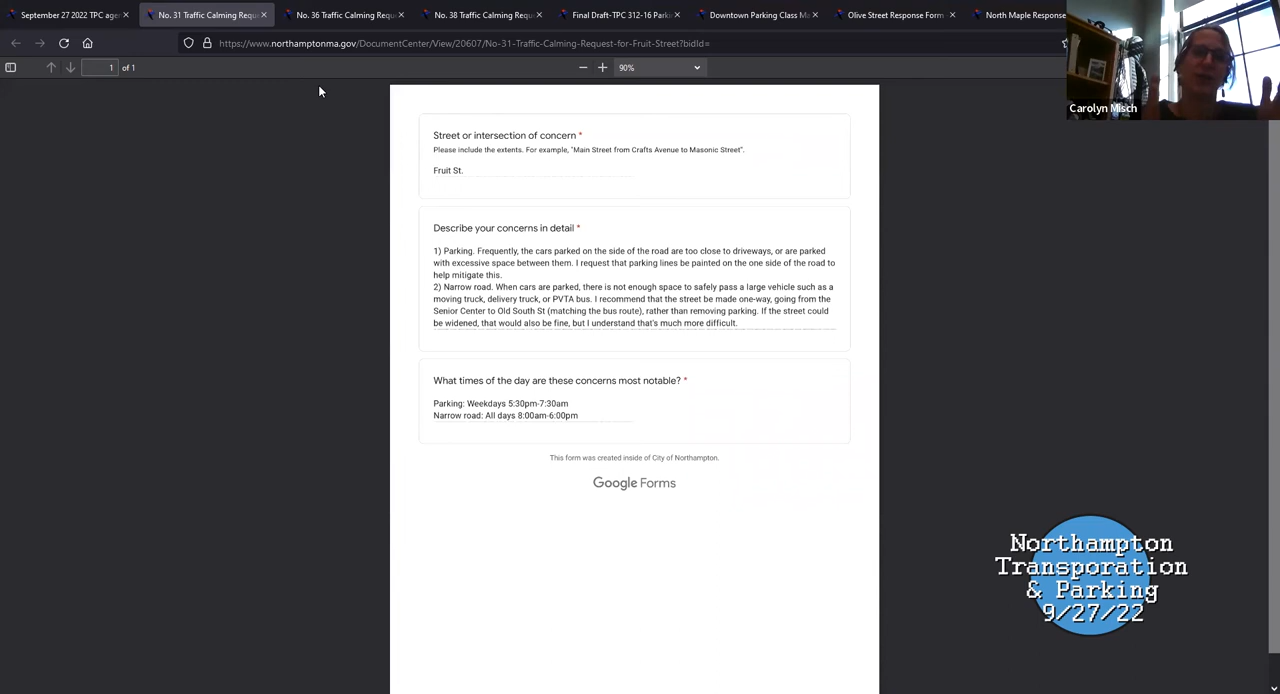 September 27 2022 TPC age
No. 31 Traffic Calming Requ
No. 36 Traffic Calming Requ
No. 38 Traffic Calming Requ
Final Draft-TPC 312-16 Parki
Downtown Parking Class Ma
Olive Street Response Form
North Maple Response
https://www.northamptonma.gov/DocumentCenter/View/20607/No-31-Traffic-Calming-Request-for-Fruit-Street?bidId=
1 of 1
90%
Carolyn Misch
Street or intersection of concern *
Please include the extents. For example, "Main Street from Crafts Avenue to Masonic Street".
Fruit St.
Describe your concerns in detail *
1) Parking. Frequently, the cars parked on the side of the road are too close to driveways, or are parked
with excessive space between them. I request that parking lines be painted on the one side of the road to
help mitigate this.
2) Narrow road. When cars are parked, there is not enough space to safely pass a large vehicle such as a
moving truck, delivery truck, or PVTA bus. I recommend that the street be made one-way, going from the
Senior Center to Old South St (matching the bus route), rather than removing parking. If the street could
be widened, that would also be fine, but I understand that's much more difficult.
What times of the day are these concerns most notable? *
Parking: Weekdays 5:30pm-7:30am
Narrow road: All days 8:00am-6:00pm
This form was created inside of City of Northampton.
Google Forms
Northampton
Transporation
& Parking
9/27/22